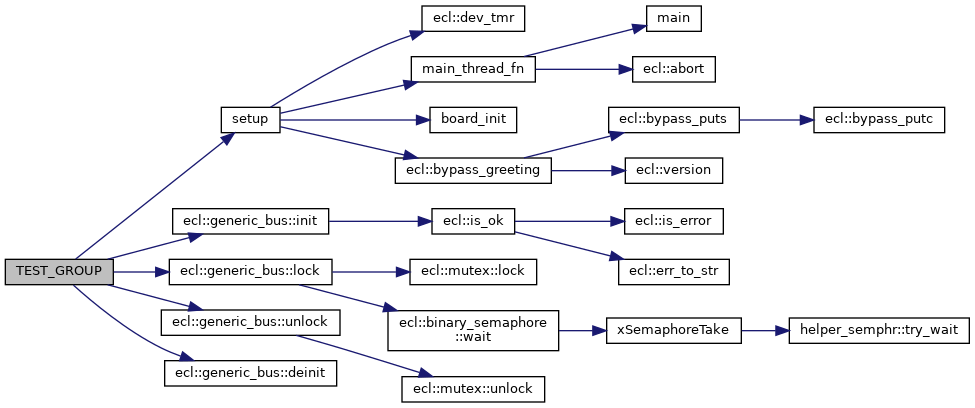 ecl::dev_tmr
main
main_thread_fn
ecl::abort
setup
board_init
ecl::bypass_puts
ecl::bypass_putc
ecl::bypass_greeting
ecl::version
ecl::generic_bus::init
ecl::is_ok
ecl::is_error
TEST_GROUP
ecl::generic_bus::lock
ecl::mutex::lock
ecl::err_to_str
ecl::generic_bus::unlock
ecl::binary_semaphore
::wait
xSemaphoreTake
helper_semphr::try_wait
ecl::generic_bus::deinit
ecl::mutex::unlock